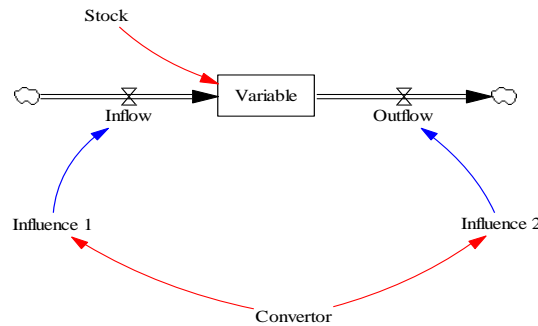 Stock
Variable
Inflow
Outflow
Influence 1
Influence 2
Convertor